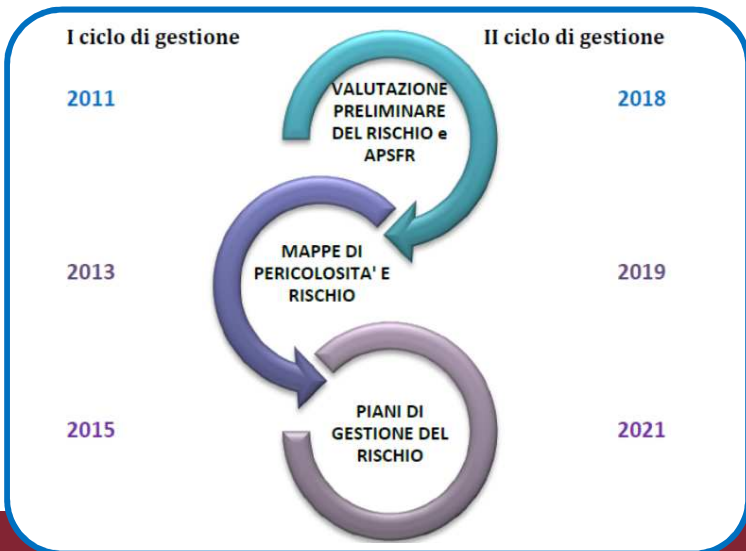 I ciclo di gestione
II ciclo di gestione
2011
VALUTAZIONE
PRELIMINARE
DEL RISCHIO e
APSFR
2018
2013
MAPPE DI
PERICOLOSITA' E
RISCHIO
2019
2015
PIANI DI
GESTIONE DEL
RISCHIO
2021